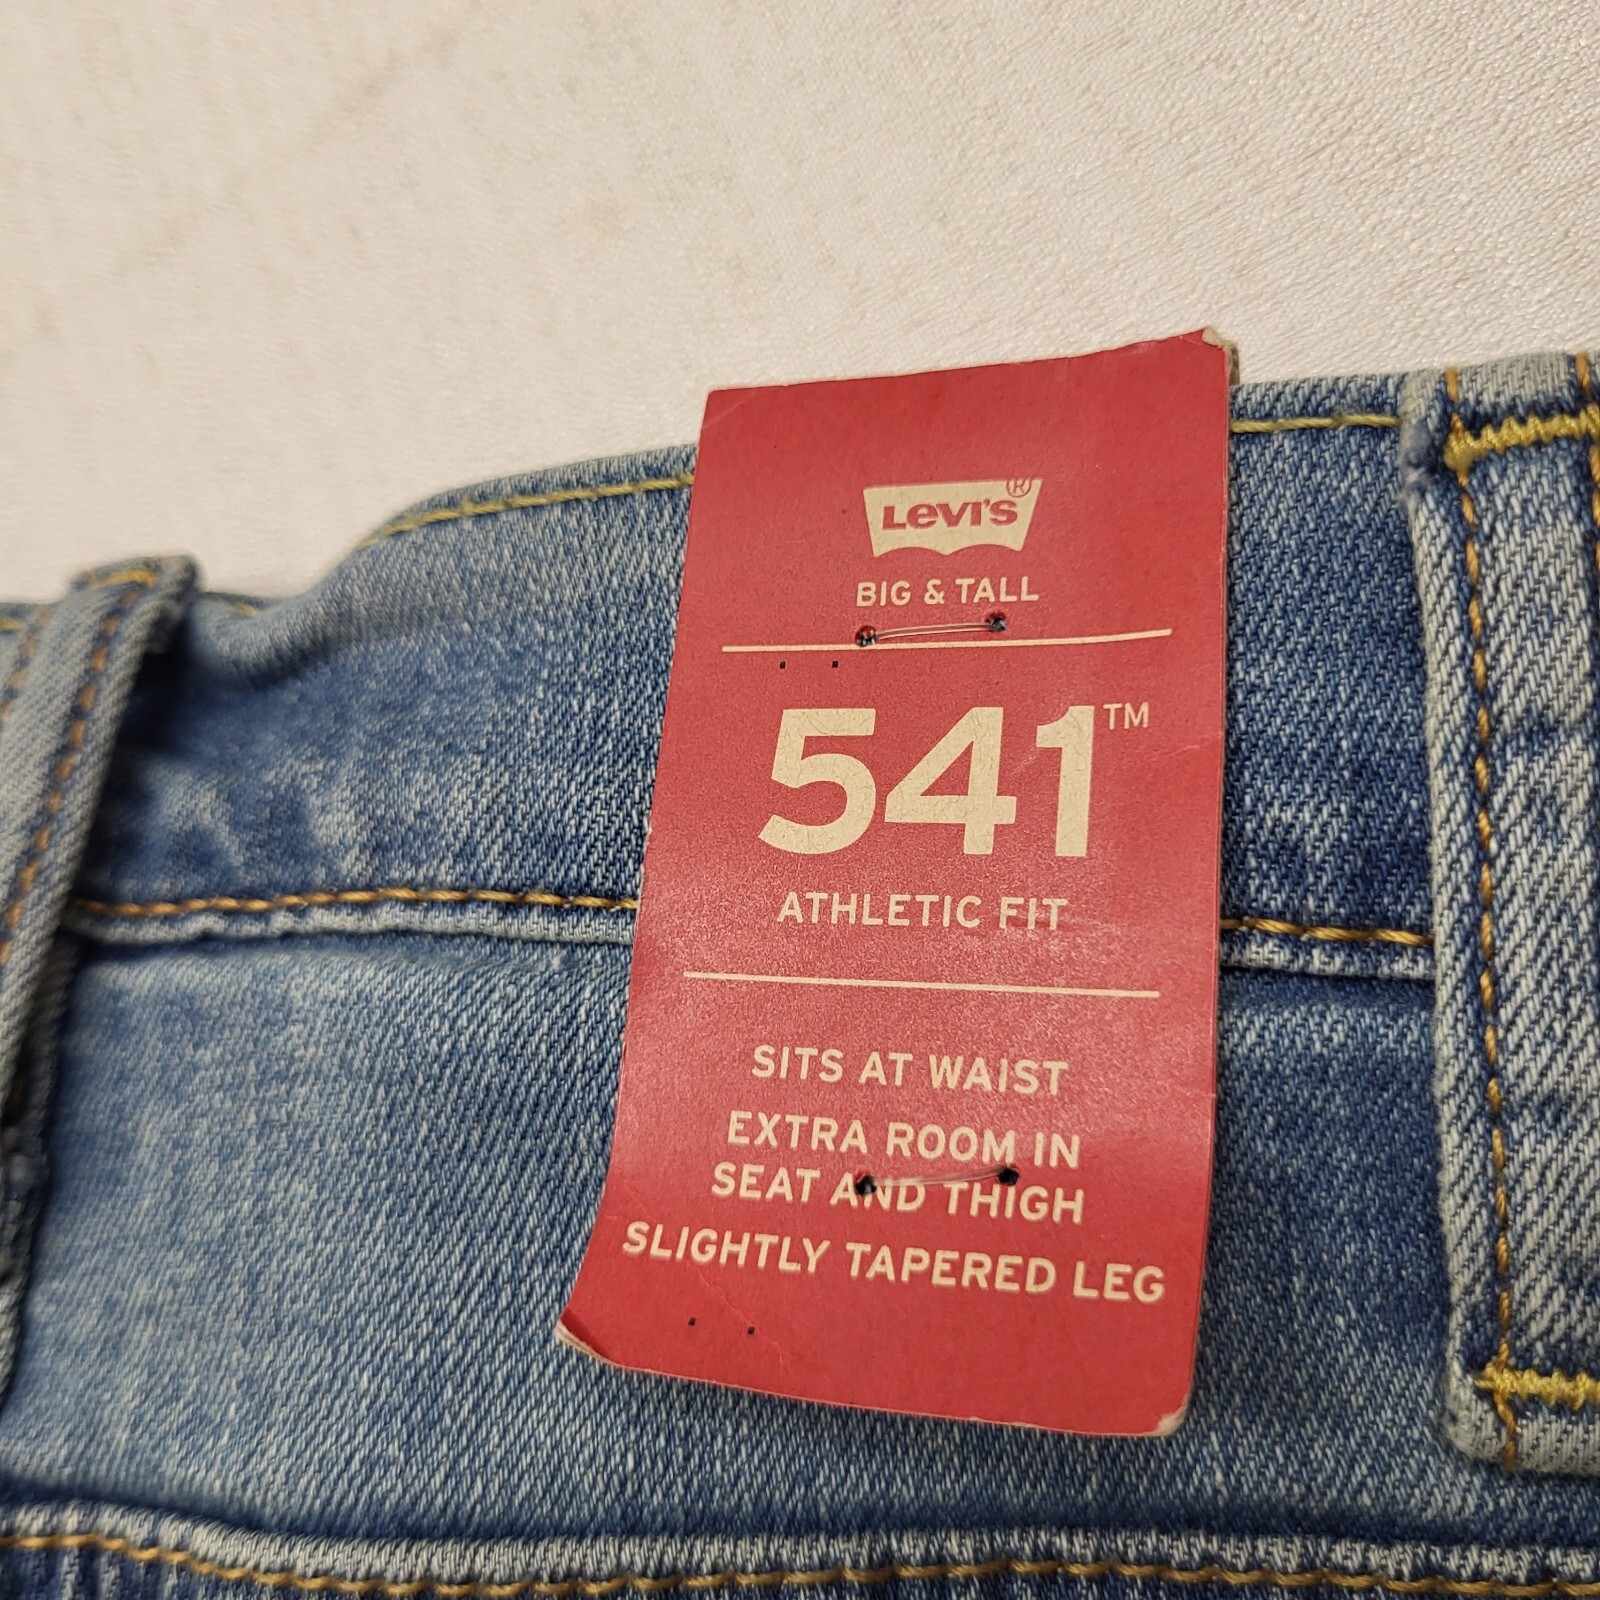 Levi's®
BIG & TALL
541™
ATHLETIC FIT
SITS AT WAIST
EXTRA ROOM IN
SEAT AND THIGH
SLIGHTLY TAPERED LEG